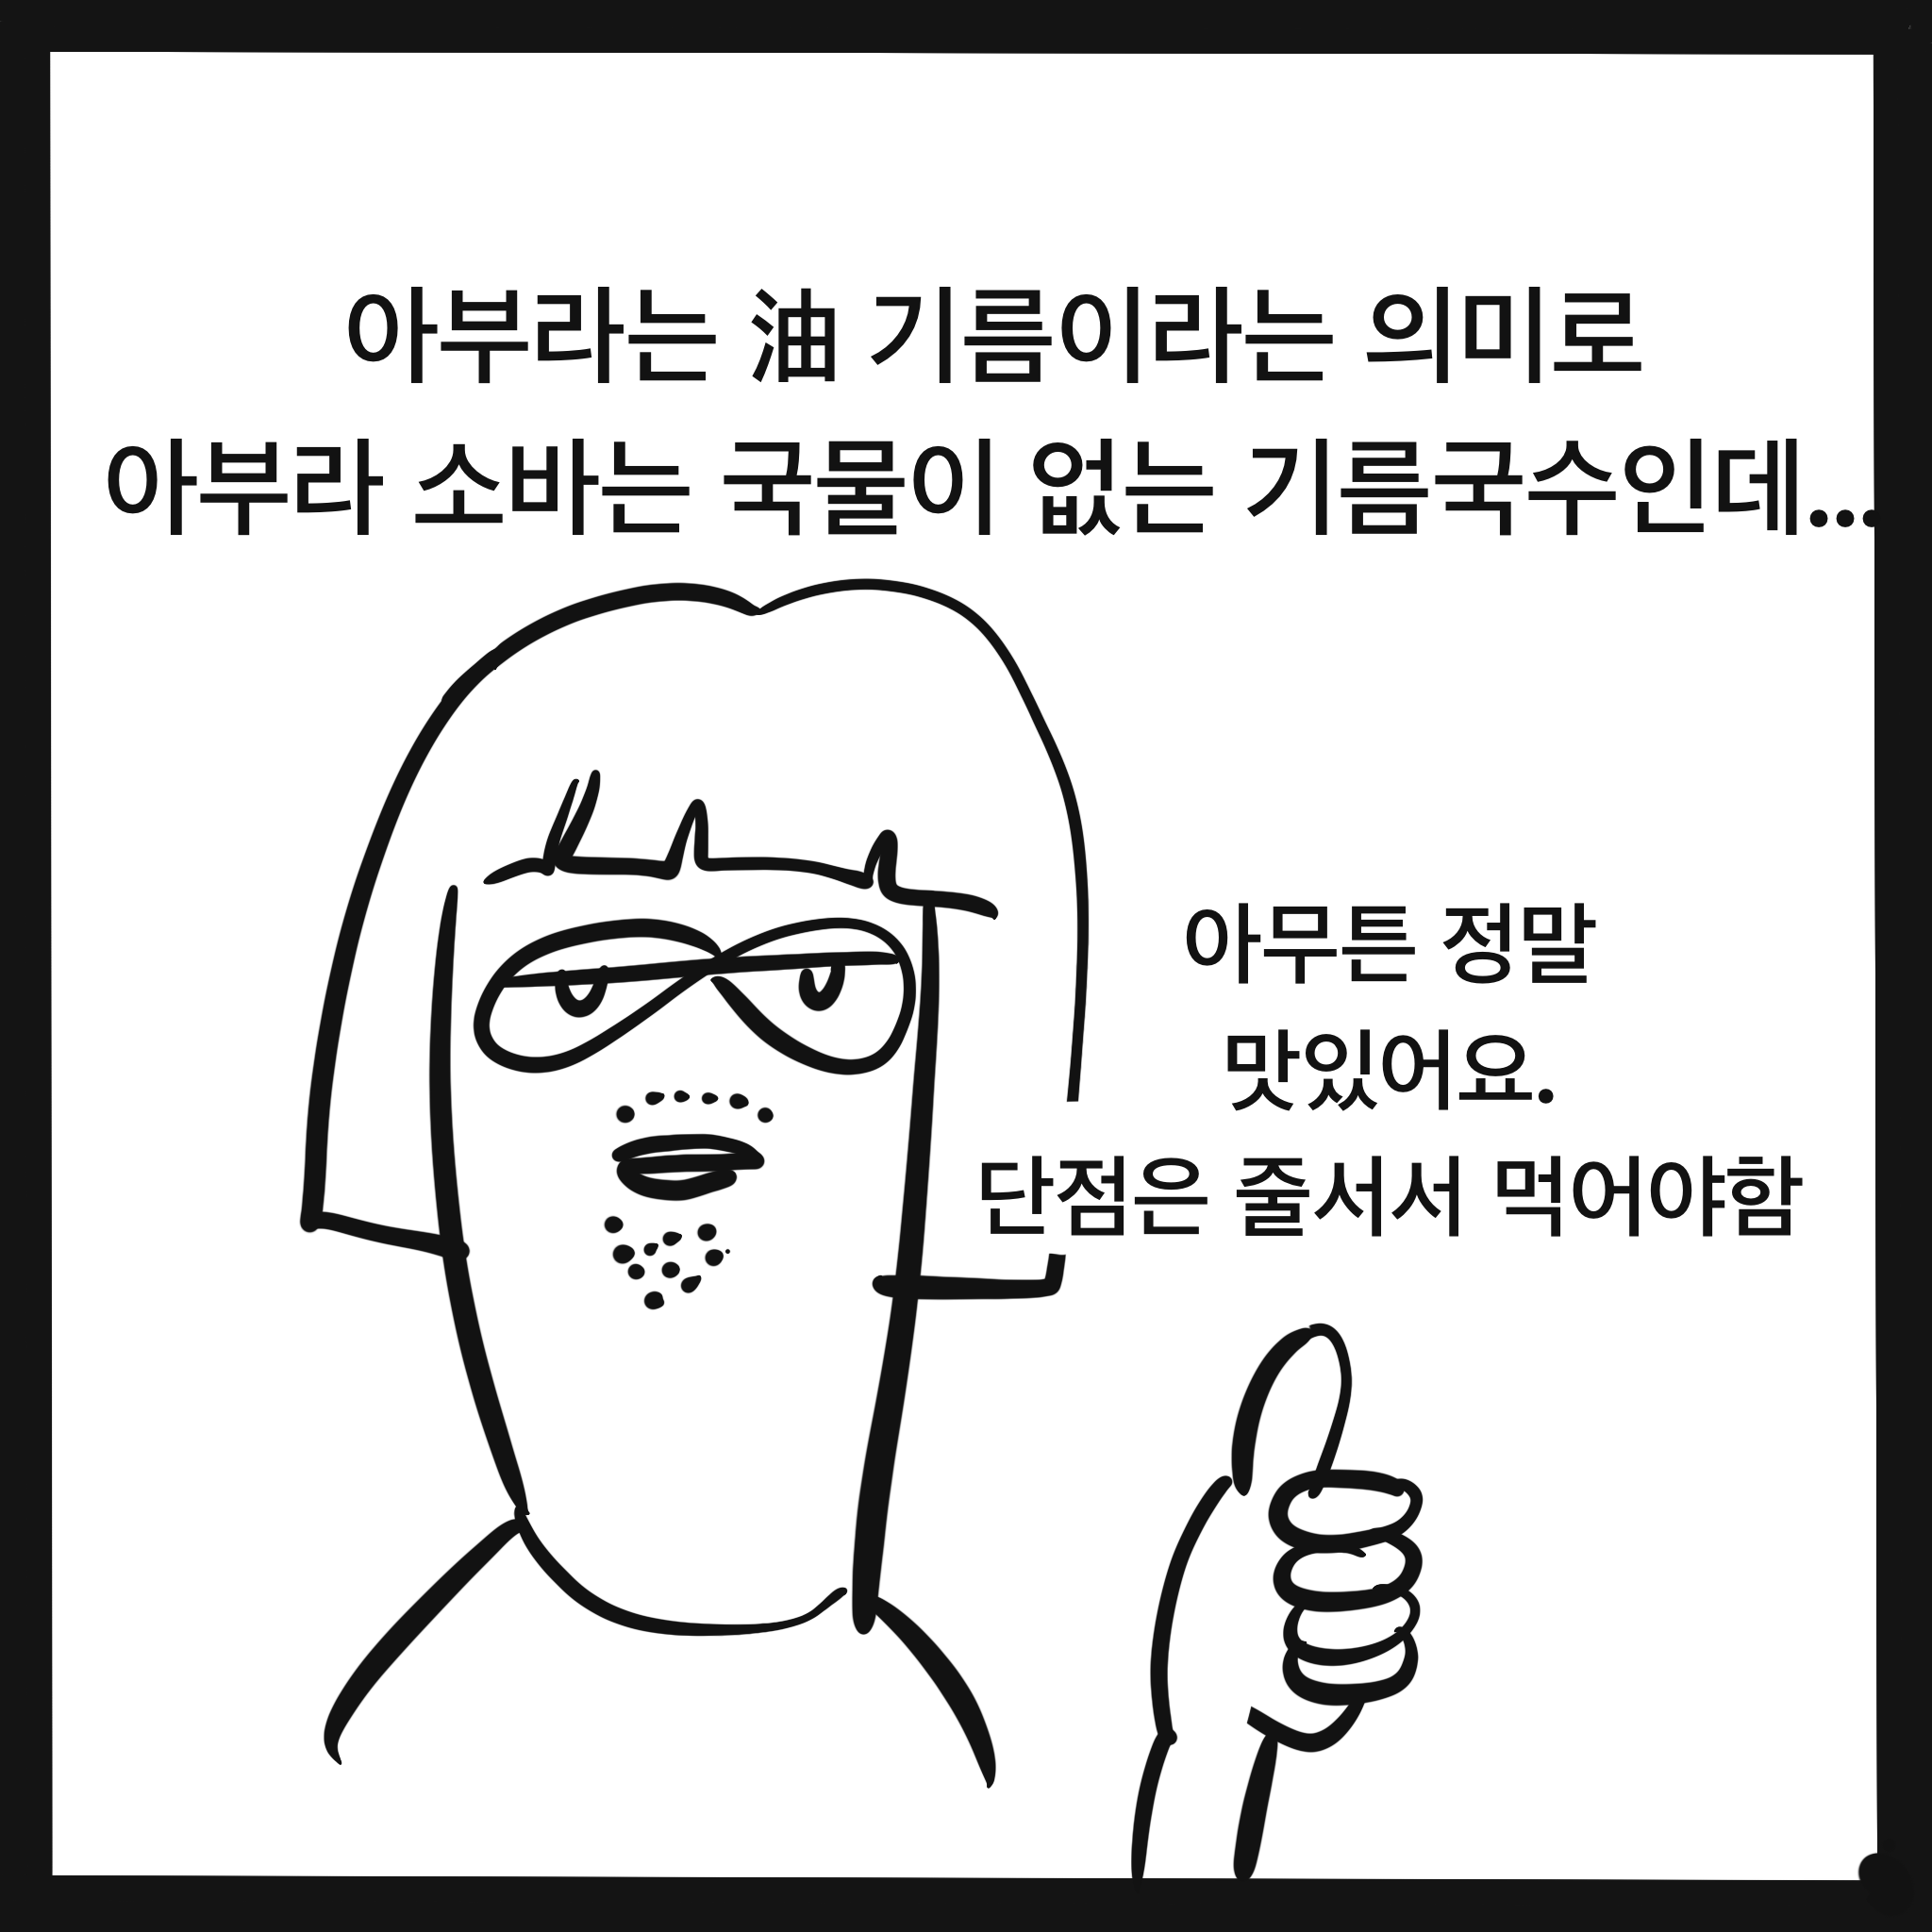 아부라는 油 기름이라는 의미로
아부라 소바는 국물이 없는 기름국수인데...
아무튼 정말
맛있어요.
단점은 줄서서 먹어야함